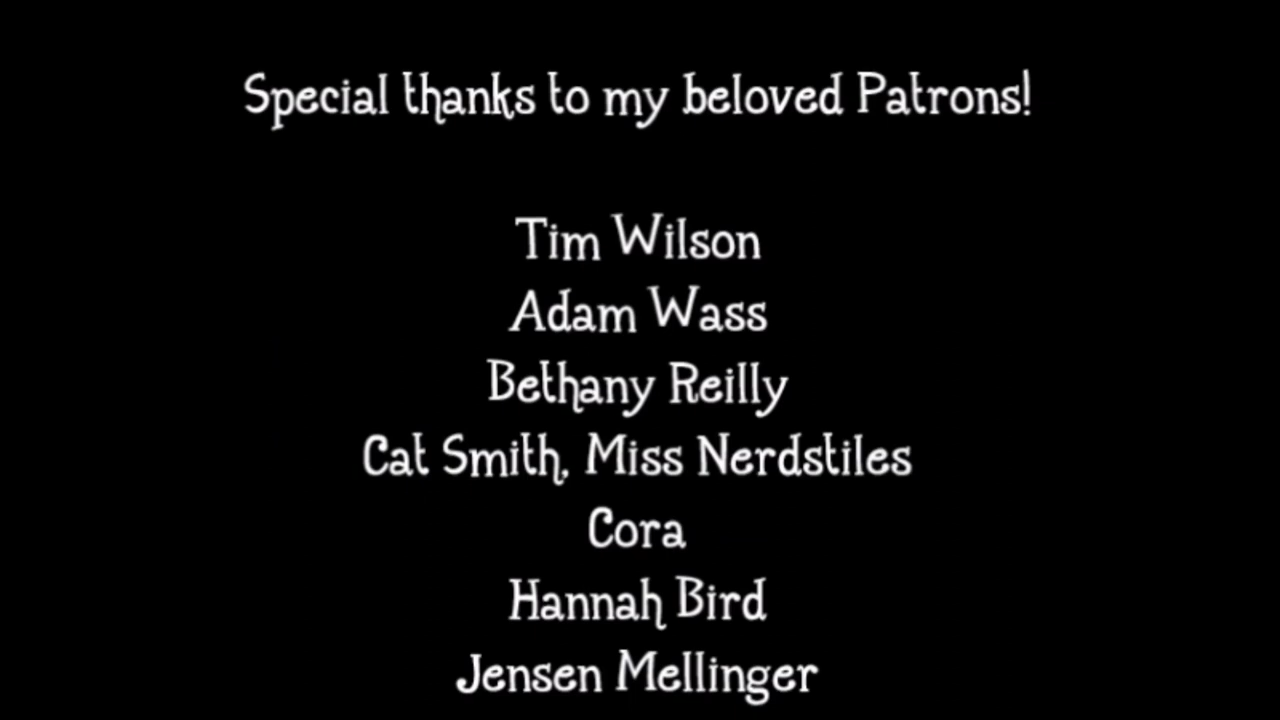 Special thanks to my beloved Patrons!
Tim Wilson
Adam Wass
Bethany Reilly
Cat Smith, Miss Nerdstiles
Cora
Hannah Bird
Jensen Mellinger